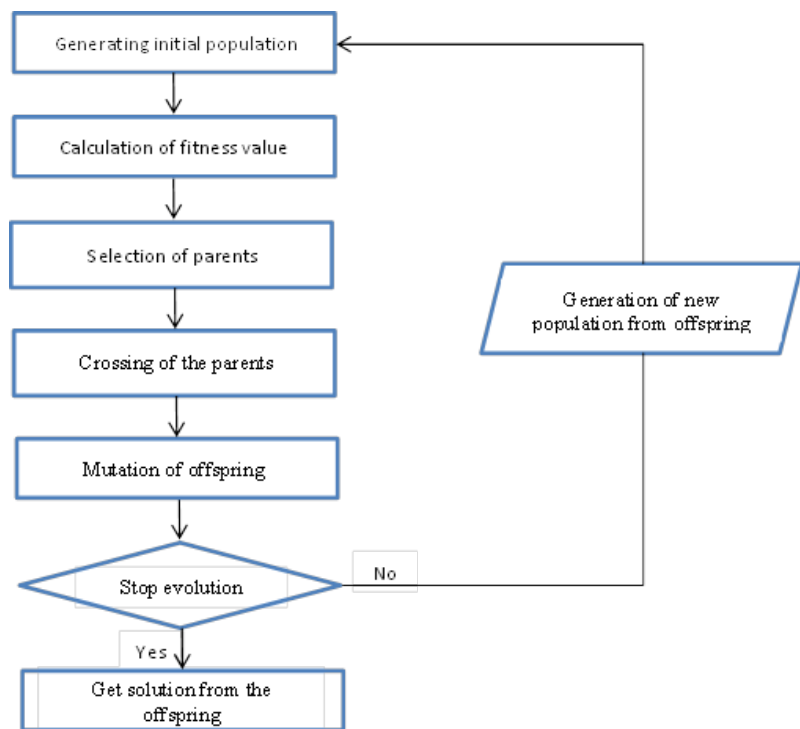 Generating initial population
Calculation of fitness value
Selection of parents
Generation of new
population from offspring
Crossing of the parents
Mutation of offspring
Stop evolution
No
Yes
Get solution from the
offspring